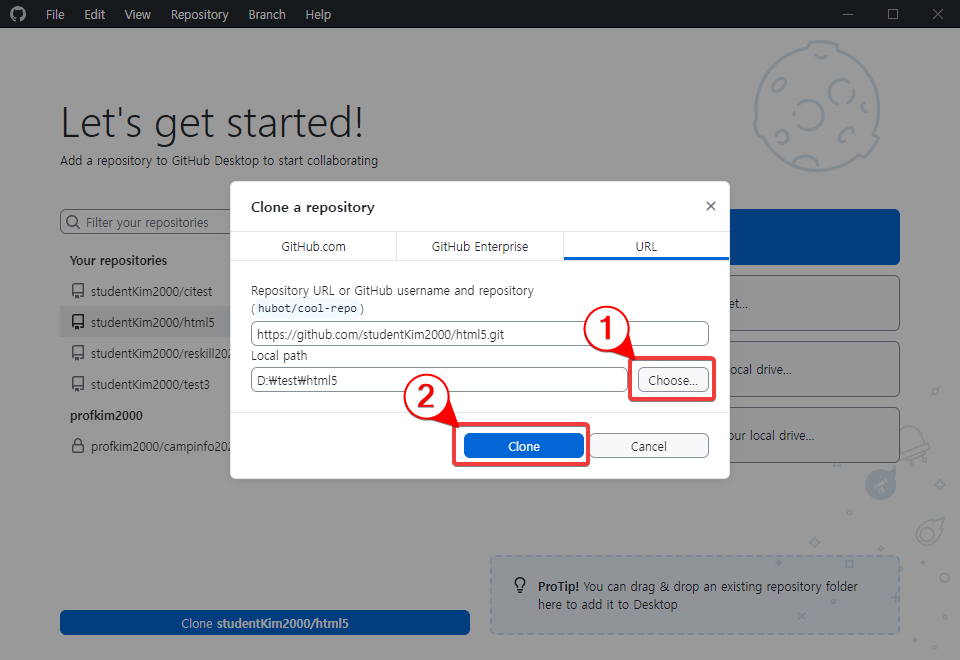 File Edit View Repository Branch Help
Let's get started!
Add a repository to GitHub Desktop to start collaborating
Filter your repositories
Your repositories
studentKim2000/citest
studentKim2000/html5
studentKim2000/reskill202
studentKim2000/test3
profkim2000
profkim2000/campinfo202
Clone a repository
GitHub.com GitHub Enterprise URL
Repository URL or GitHub username and repository
(hubot/cool-repo)
https://github.com/studentKim2000/html5.git
Local path
D:₩test₩html5
Choose...
1
2
Clone Cancel
et...
ocal drive...
our local drive...
ProTip! You can drag & drop an existing repository folder
here to add it to Desktop
Clone studentKim2000/html5